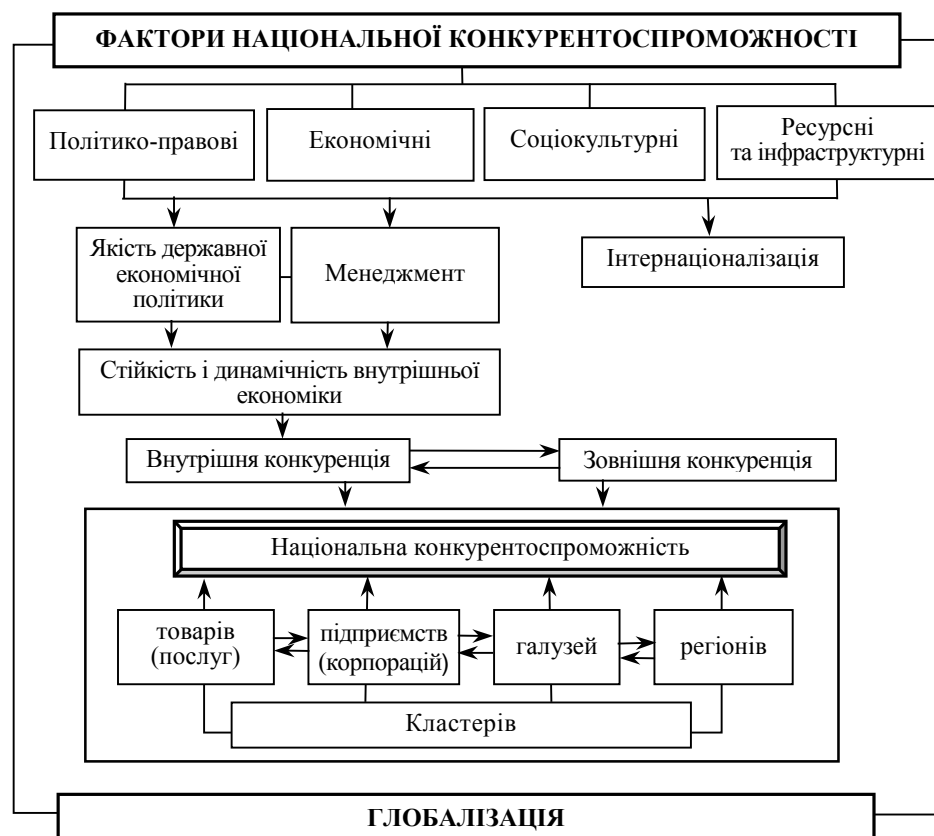 ФАКТОРИ НАЦІОНАЛЬНОЇ КОНКУРЕНТОСПРОМОЖНОСТІ
Політико-правові
Економічні
Соціокультурні
Ресурсні
та інфраструктурні
Якість державної
економічної
політики
Менеджмент
Інтернаціоналізація
Стійкість і динамічність внутрішньої
економіки
Внутрішня конкуренція
Зовнішня конкуренція
Національна конкурентоспроможність
товарів
(послуг)
підприємств
(корпорацій)
галузей
регіонів
Кластерів
ГЛОБАЛІЗАЦІЯ